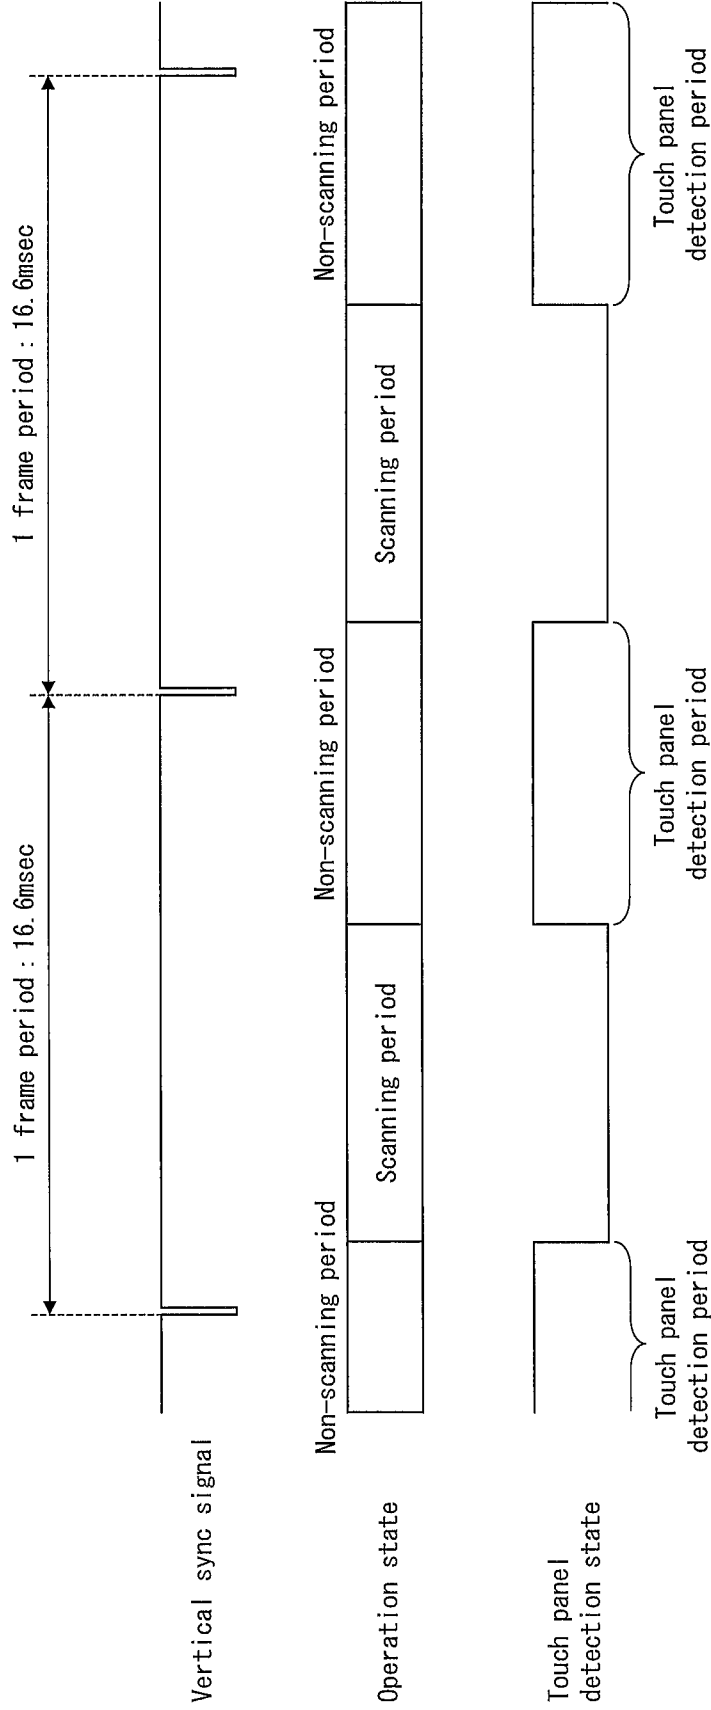 1 frame period : 16.6msec
1 frame period : 16.6msec
Vertical sync signal
Non-scanning period
Non-scanning period
Non-scanning period
Operation state
Scanning period
Scanning period
Touch panel
detection state
Touch panel
detection period
Touch panel
detection period
Touch panel
detection period